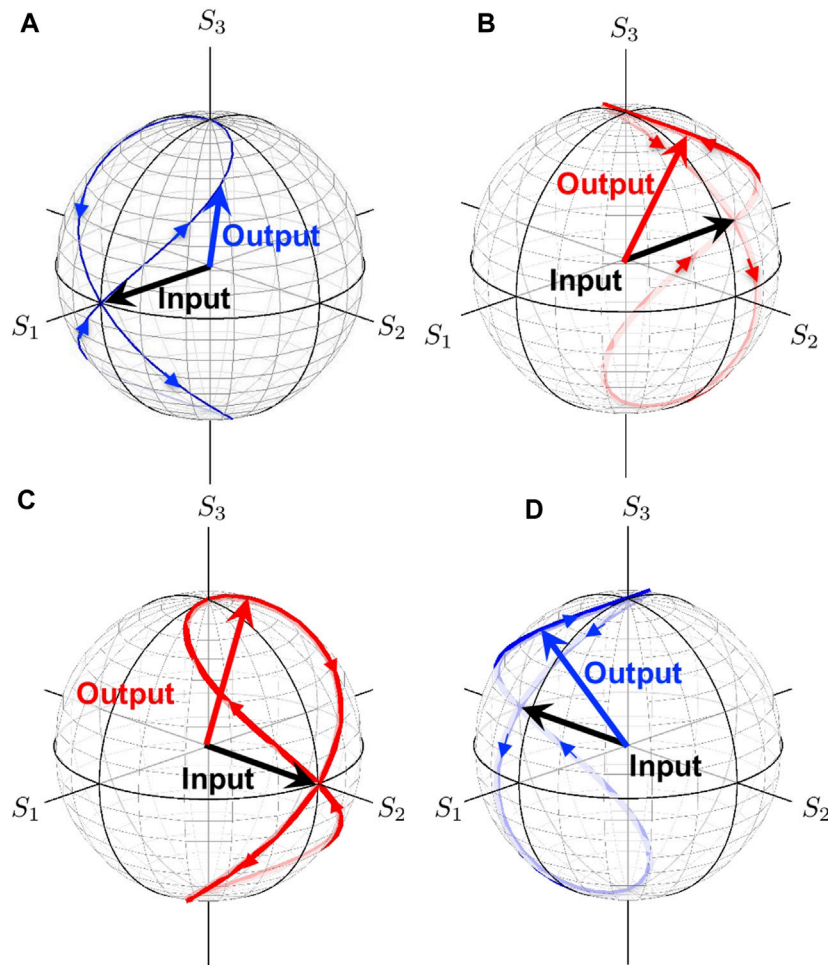 A
S3
Output
Input
S1
S2
B
S3
Output
Input
S1
S2
C
S3
Output
Input
S1
S2
D
S3
Output
Input
S1
S2